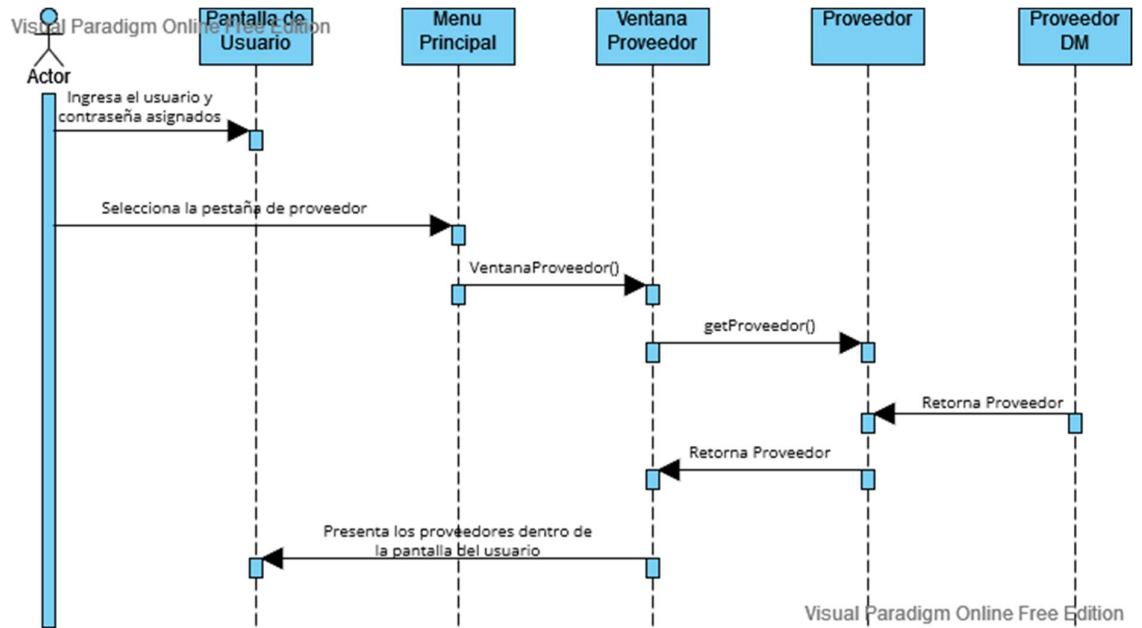 Visual Paradigm Online Free Edition
Actor
Pantalla de
Usuario
Menu
Principal
Ventana
Proveedor
Proveedor
Proveedor
DM
Ingresa el usuario y
contraseña asignados
Selecciona la pestaña de proveedor
VentanaProveedor()
getProveedor()
Retorna Proveedor
Retorna Proveedor
Presenta los proveedores dentro de
la pantalla del usuario
Visual Paradigm Online Free Edition